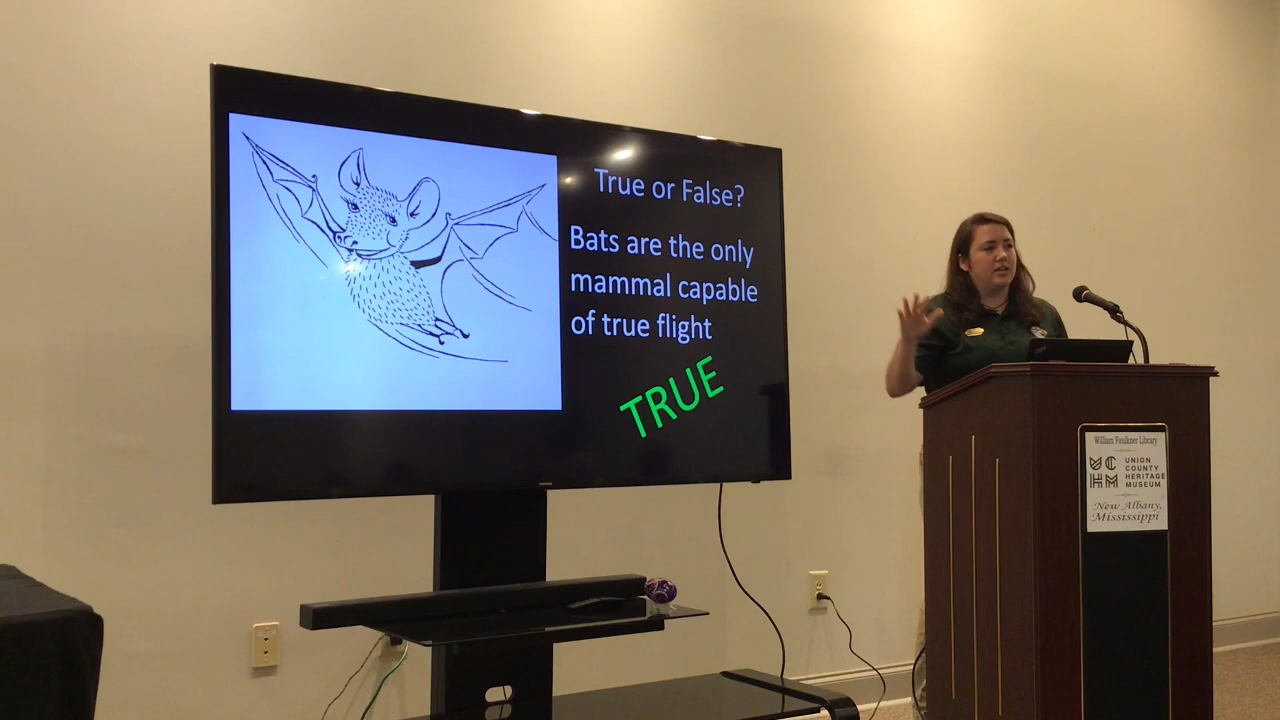 True or False?
Bats are the only
mammal capable
of true flight
TRUE
William Faulkner Library
UCHM
UNION
COUNTY
HERITAGE
MUSEUM
New Albany,
Mississippi